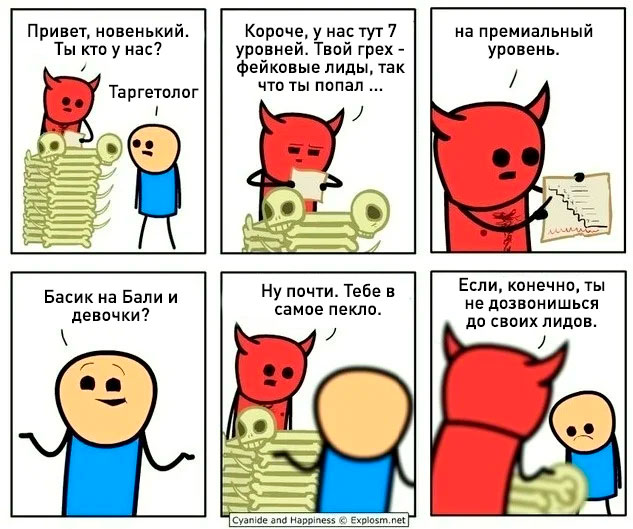 Привет, новенький.
Ты кто у нас?
Таргетолог
Короче, у нас тут 7
уровней. Твой грех -
фейковые лиды, так
что ты попал ...
на премиальный
уровень.
Басик на Бали и
девочки?
Ну почти. Тебе в
самое пекло.
Если, конечно, ты
не дозвонишься
до своих лидов.
Cyanide and Happiness © Explosm.net